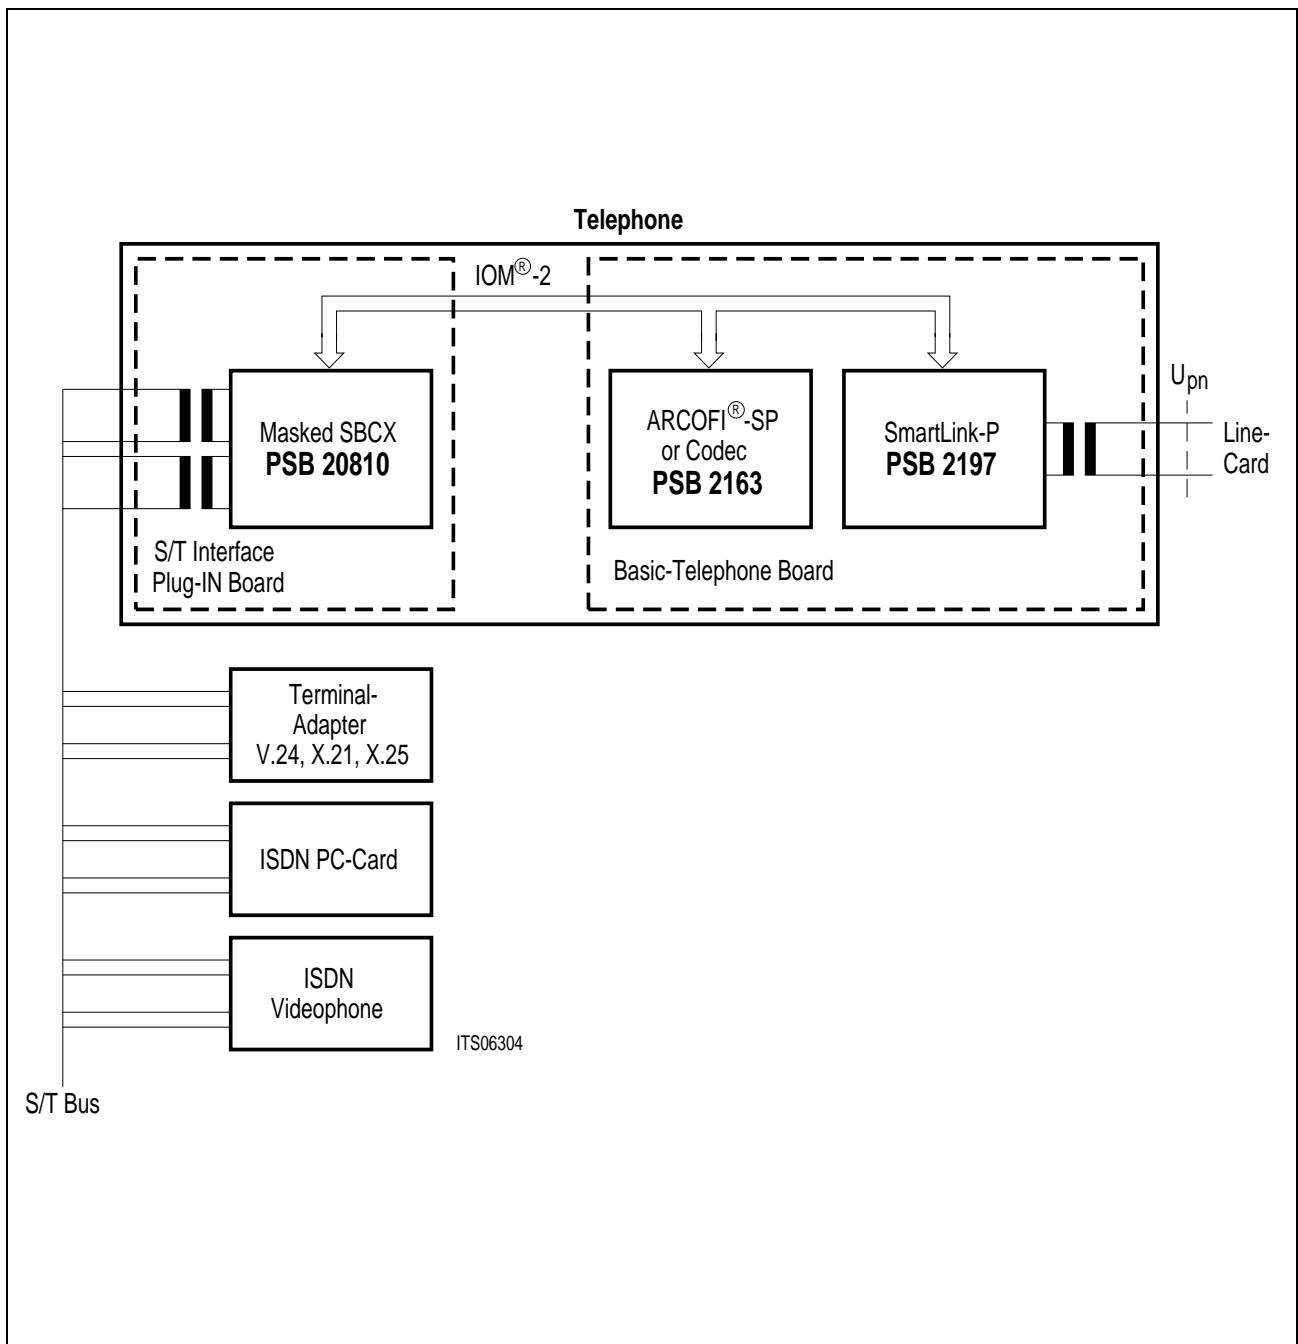 Telephone
IOM®-2
Masked SBCX
PSB 20810
S/T Interface
Plug-IN Board
ARCOFI®-SP
or Codec
PSB 2163
SmartLink-P
PSB 2197
Basic-Telephone Board
Upn
Line-
Card
Terminal-
Adapter
V.24, X.21, X.25
ISDN PC-Card
ISDN
Videophone
ITS06304
S/T Bus